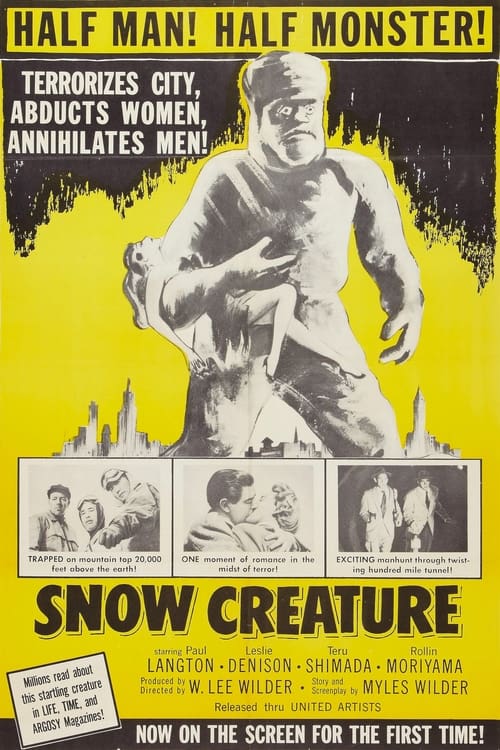 HALF MAN! HALF MONSTER!
TERRORIZES CITY,
ABDUCTS WOMEN,
ANNIHILATES MEN!
TRAPPED on mountain top 20,000
feet above the earth!
ONE moment of romance in the
midst of terror!
EXCITING manhunt through twist-
ing hundred mile tunnel!
SNOW CREATURE
starring Paul LANGTON · Leslie DENISON · Teru SHIMADA · Rollin MORIYAMA
Produced by
Directed by W. LEE WILDER · Story and
Screenplay by MYLES WILDER
Released thru UNITED ARTISTS
Millions read about
this startling creature
in LIFE, TIME, and
ARGOSY Magazines!
NOW ON THE SCREEN FOR THE FIRST TIME!